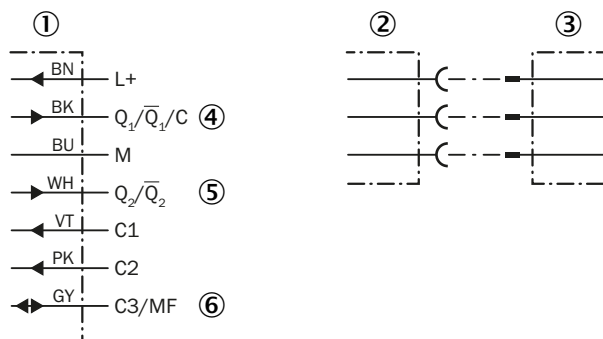 ① ② ③
BN L+
BK Q₁/Q̅₁/C ④
BU M
WH Q₂/Q̅₂ ⑤
VT C1
PK C2
GY C3/MF ⑥